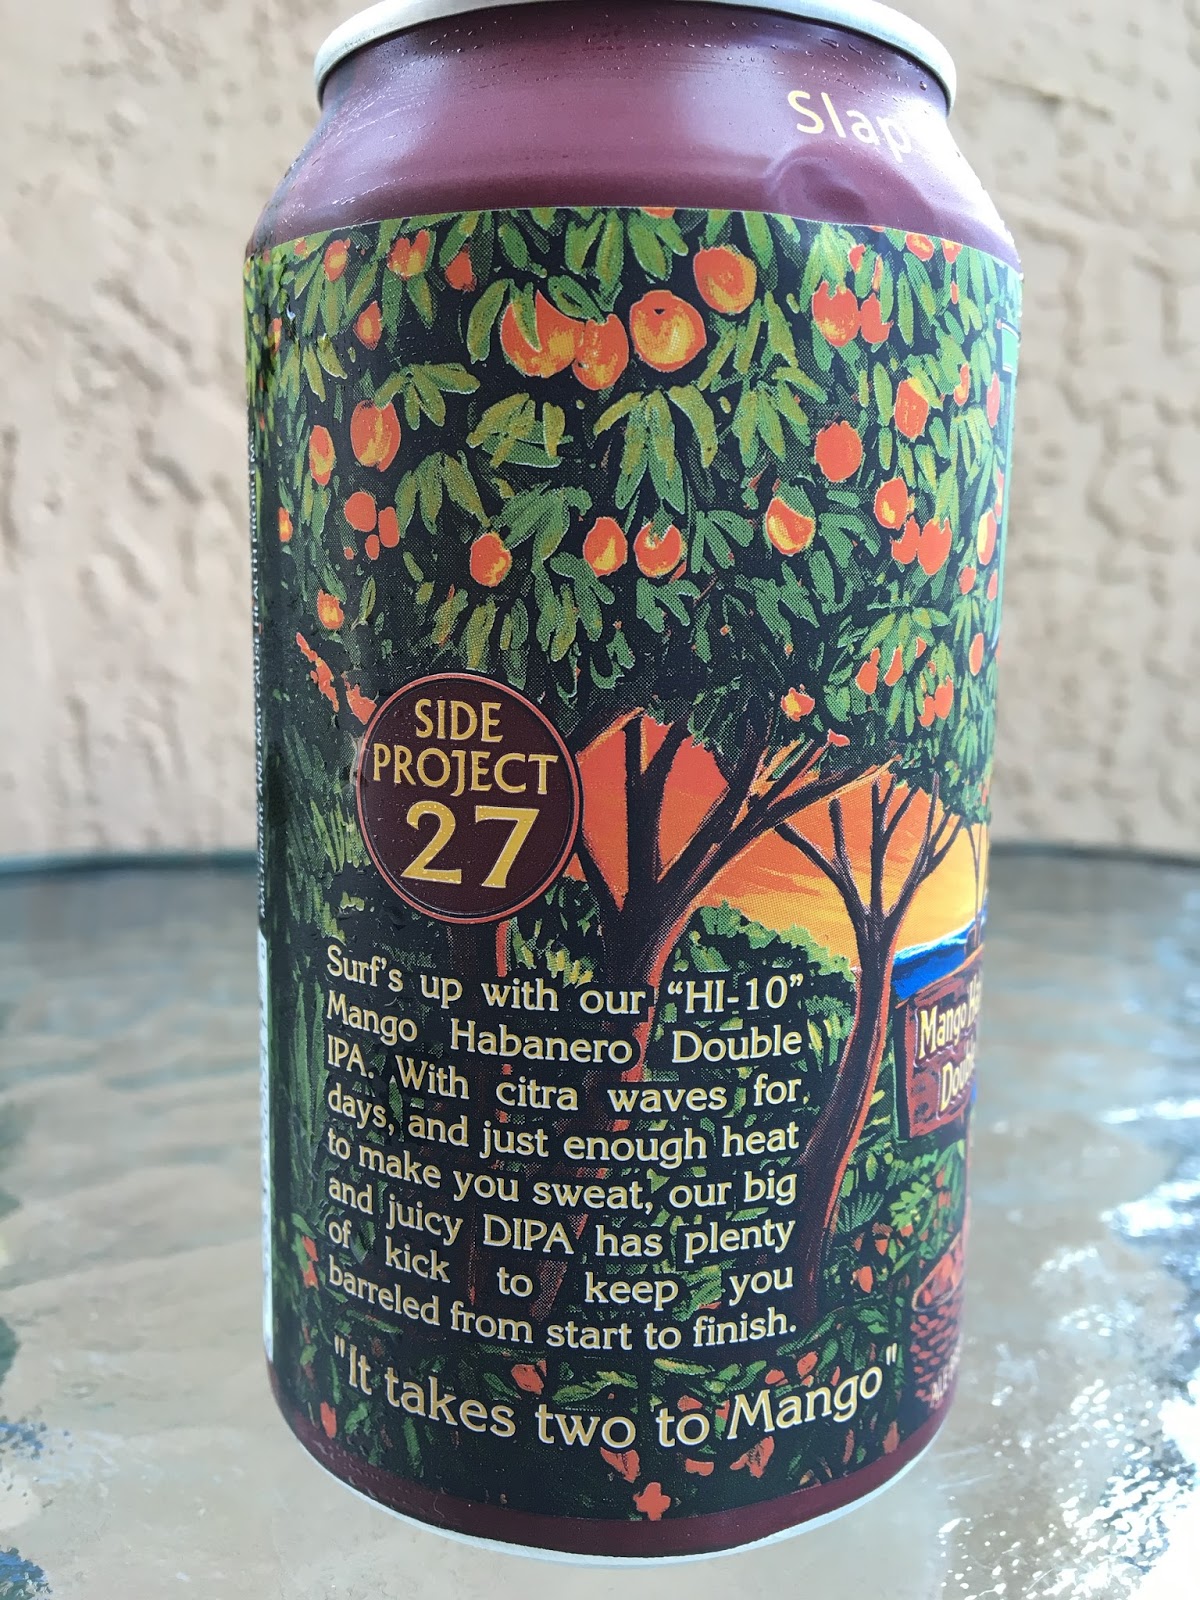 Slap
SIDE
PROJECT
27
Surf's up with our “HI-10”
Mango Habanero Double
IPA. With citra waves for
days, and just enough heat
to make you sweat, our big
and juicy DIPA has plenty
of kick to keep you
barreled from start to finish.
"It takes two to Mango"
Mango